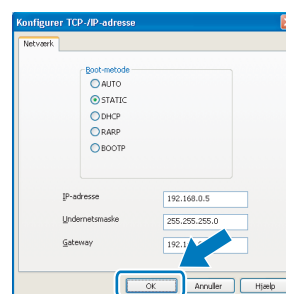 Konfigurer TCP-/IP-adresse
Netværk
Boot-metode
AUTO
STATIC
DHCP
RARP
BOOTP
IP-adresse
192.168.0.5
Undernetsmaske
255.255.255.0
Gateway
OK
Annuller
Hjælp